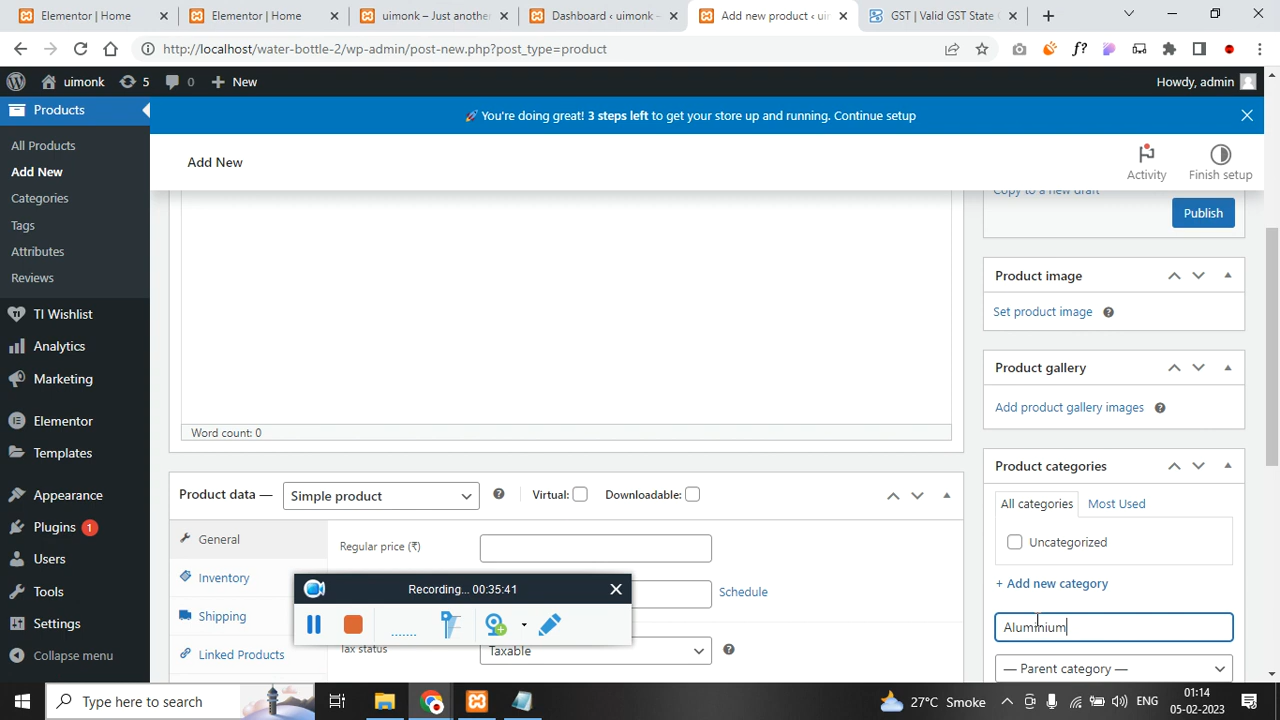 Elementor | Home
Elementor | Home
uimonk – Just anothe
Dashboard ‹ uimonk –
Add new product ‹ ui
GST | Valid GST State
http://localhost/water-bottle-2/wp-admin/post-new.php?post_type=product
uimonk
5
0
New
Howdy, admin
Products
All Products
Add New
Categories
Tags
Attributes
Reviews
TI Wishlist
Analytics
Marketing
Elementor
Templates
Appearance
Plugins 1
Users
Tools
Settings
Collapse menu
🚀 You're doing great! 3 steps left to get your store up and running. Continue setup
Add New
Activity
Finish setup
Copy to a new draft
Publish
Product image
Set product image
Product gallery
Add product gallery images
Product categories
All categories
Most Used
Uncategorized
+ Add new category
Aluminium
— Parent category —
Word count: 0
Product data —
Simple product
Virtual:
Downloadable:
General
Inventory
Shipping
Linked Products
Regular price (₹)
Schedule
Tax status
Taxable
Recording... 00:35:41
Type here to search
27°C Smoke
ENG
01:14
05-02-2023